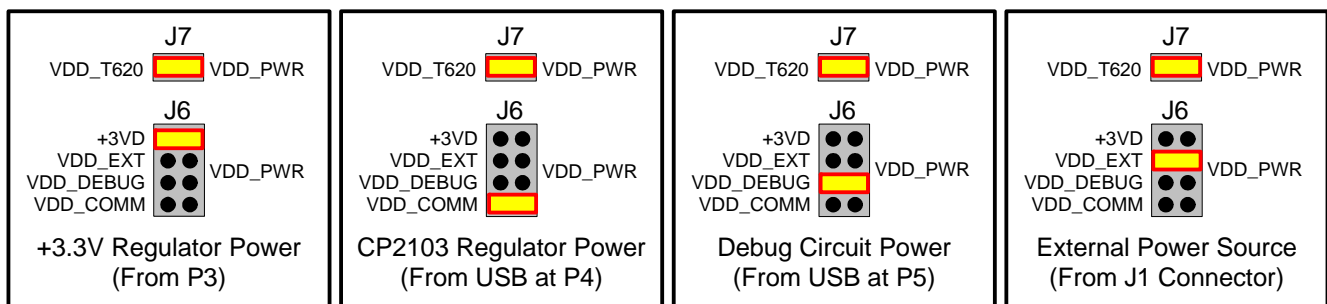 J7
VDD_T620 VDD_PWR
J6
+3VD
VDD_EXT
VDD_DEBUG
VDD_COMM
VDD_PWR
+3.3V Regulator Power
(From P3)
J7
VDD_T620 VDD_PWR
J6
+3VD
VDD_EXT
VDD_DEBUG
VDD_COMM
VDD_PWR
CP2103 Regulator Power
(From USB at P4)
J7
VDD_T620 VDD_PWR
J6
+3VD
VDD_EXT
VDD_DEBUG
VDD_COMM
VDD_PWR
Debug Circuit Power
(From USB at P5)
J7
VDD_T620 VDD_PWR
J6
+3VD
VDD_EXT
VDD_DEBUG
VDD_COMM
VDD_PWR
External Power Source
(From J1 Connector)